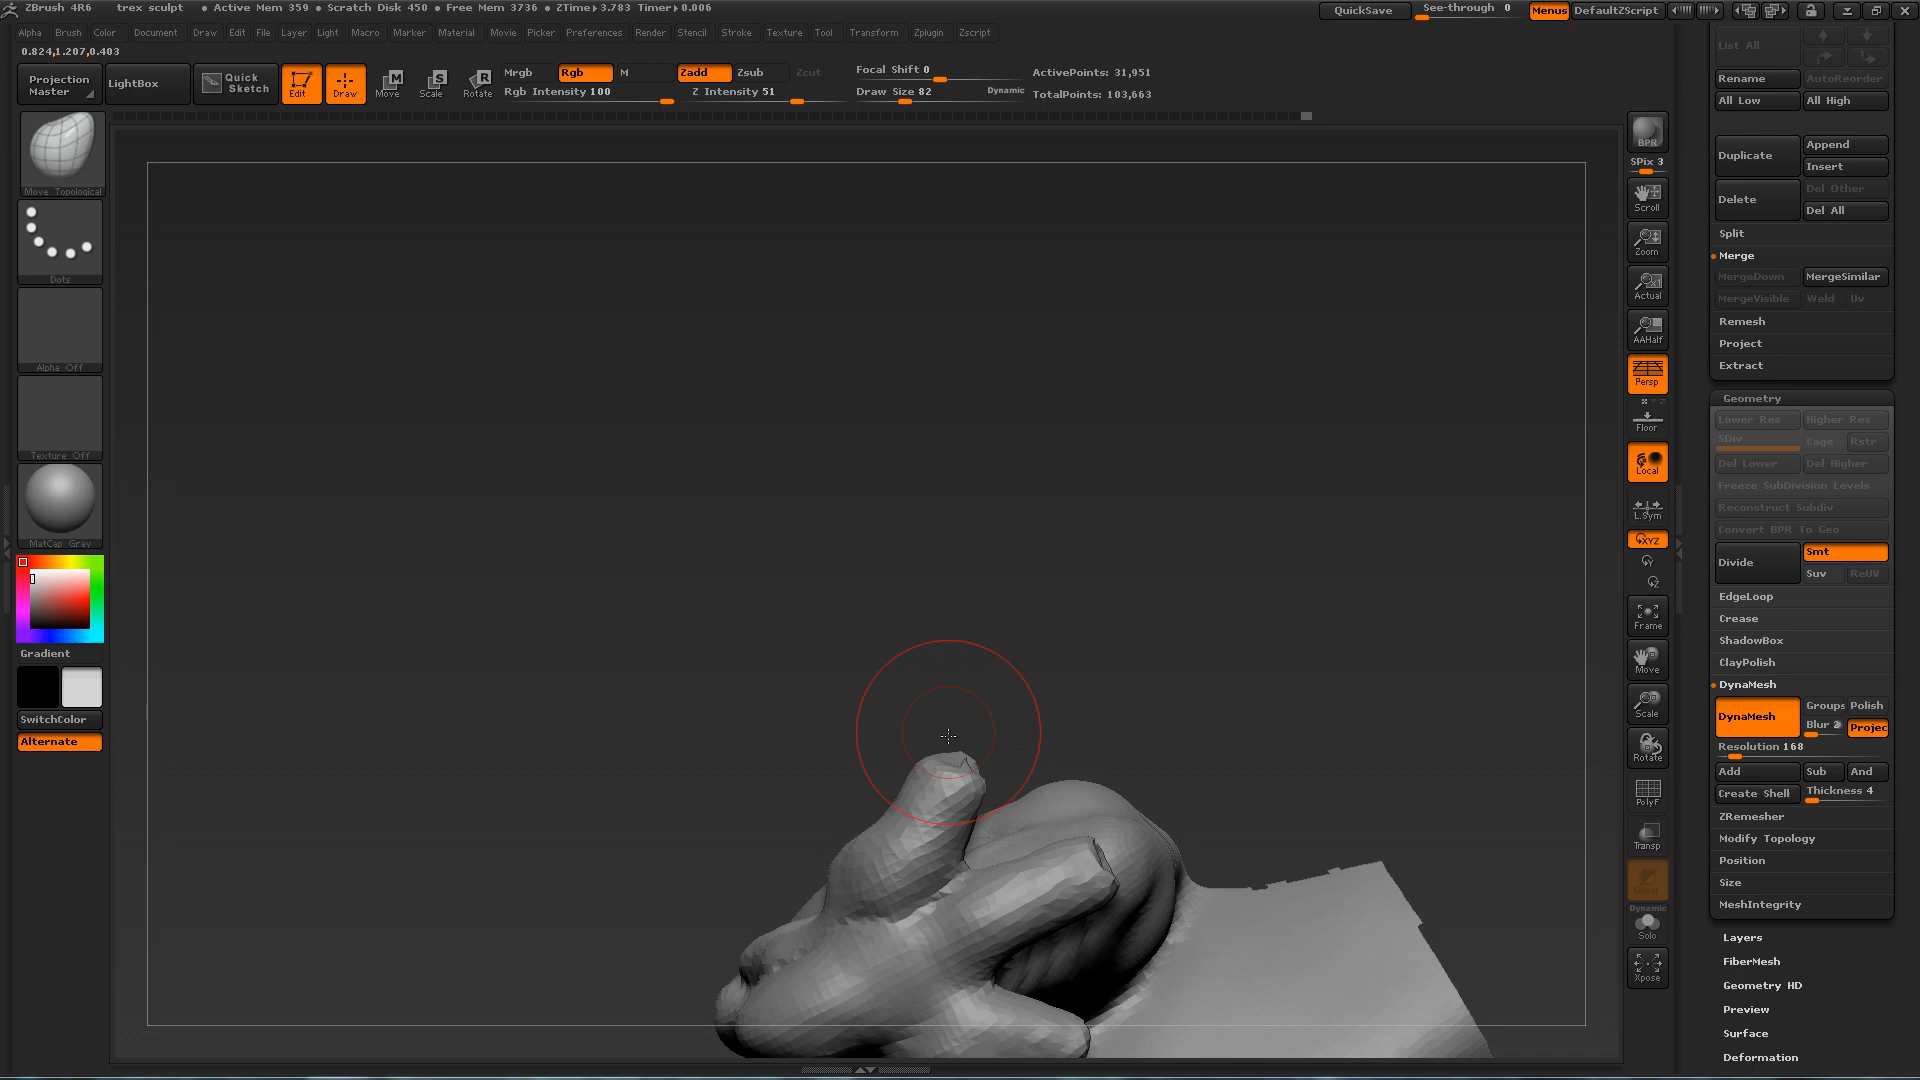 ZBrush 4R6 trex sculpt • Active Mem 359 • Scratch Disk 450 • Free Mem 3736 • ZTime▸3.783 Timer▸0.006
QuickSave See-through 0 Menus DefaultZScript
Alpha Brush Color Document Draw Edit File Layer Light Macro Marker Material Movie Picker Preferences Render Stencil Stroke Texture Tool Transform Zplugin Zscript
0.824,1.207,0.403
Projection Master
LightBox
Quick Sketch
Edit
Draw
Move
Scale
Rotate
Mrgb Rgb M Zadd Zsub Zcut
Rgb Intensity 100 Z Intensity 51
Focal Shift 0
Draw Size 82 Dynamic
ActivePoints: 31,951
TotalPoints: 103,663
Move Topological
Dots
Alpha Off
Texture Off
MatCap Gray
Gradient
SwitchColor
Alternate
BPR
SPix 3
Scroll
Zoom
Actual
AAHalf
Persp
Floor
Local
L.Sym
XYZ
Y
Z
Frame
Move
Scale
Rotate
PolyF
Transp
Ghost
Dynamic
Solo
Xpose
List All
Rename AutoReorder
All Low All High
Duplicate Append
Insert
Delete Del Other
Del All
Split
Merge
MergeDown MergeSimilar
MergeVisible Weld Uv
Remesh
Project
Extract
Geometry
Lower Res Higher Res
SDiv Cage Rstr
Del Lower Del Higher
Freeze SubDivision Levels
Reconstruct Subdiv
Convert BPR To Geo
Divide Smt
Suv ReUV
EdgeLoop
Crease
ShadowBox
ClayPolish
DynaMesh
DynaMesh Groups Polish
Blur 2 Projec
Resolution 168
Add Sub And
Create Shell Thickness 4
ZRemesher
Modify Topology
Position
Size
MeshIntegrity
Layers
FiberMesh
Geometry HD
Preview
Surface
Deformation